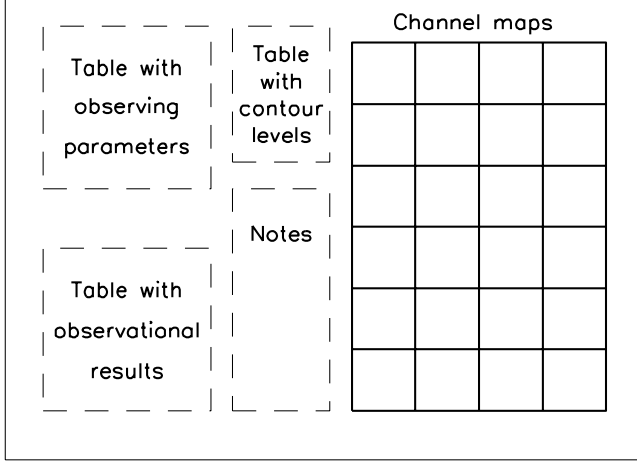 Table with
observing
parameters
Table
with
contour
levels
Channel maps
Notes
Table with
observational
results